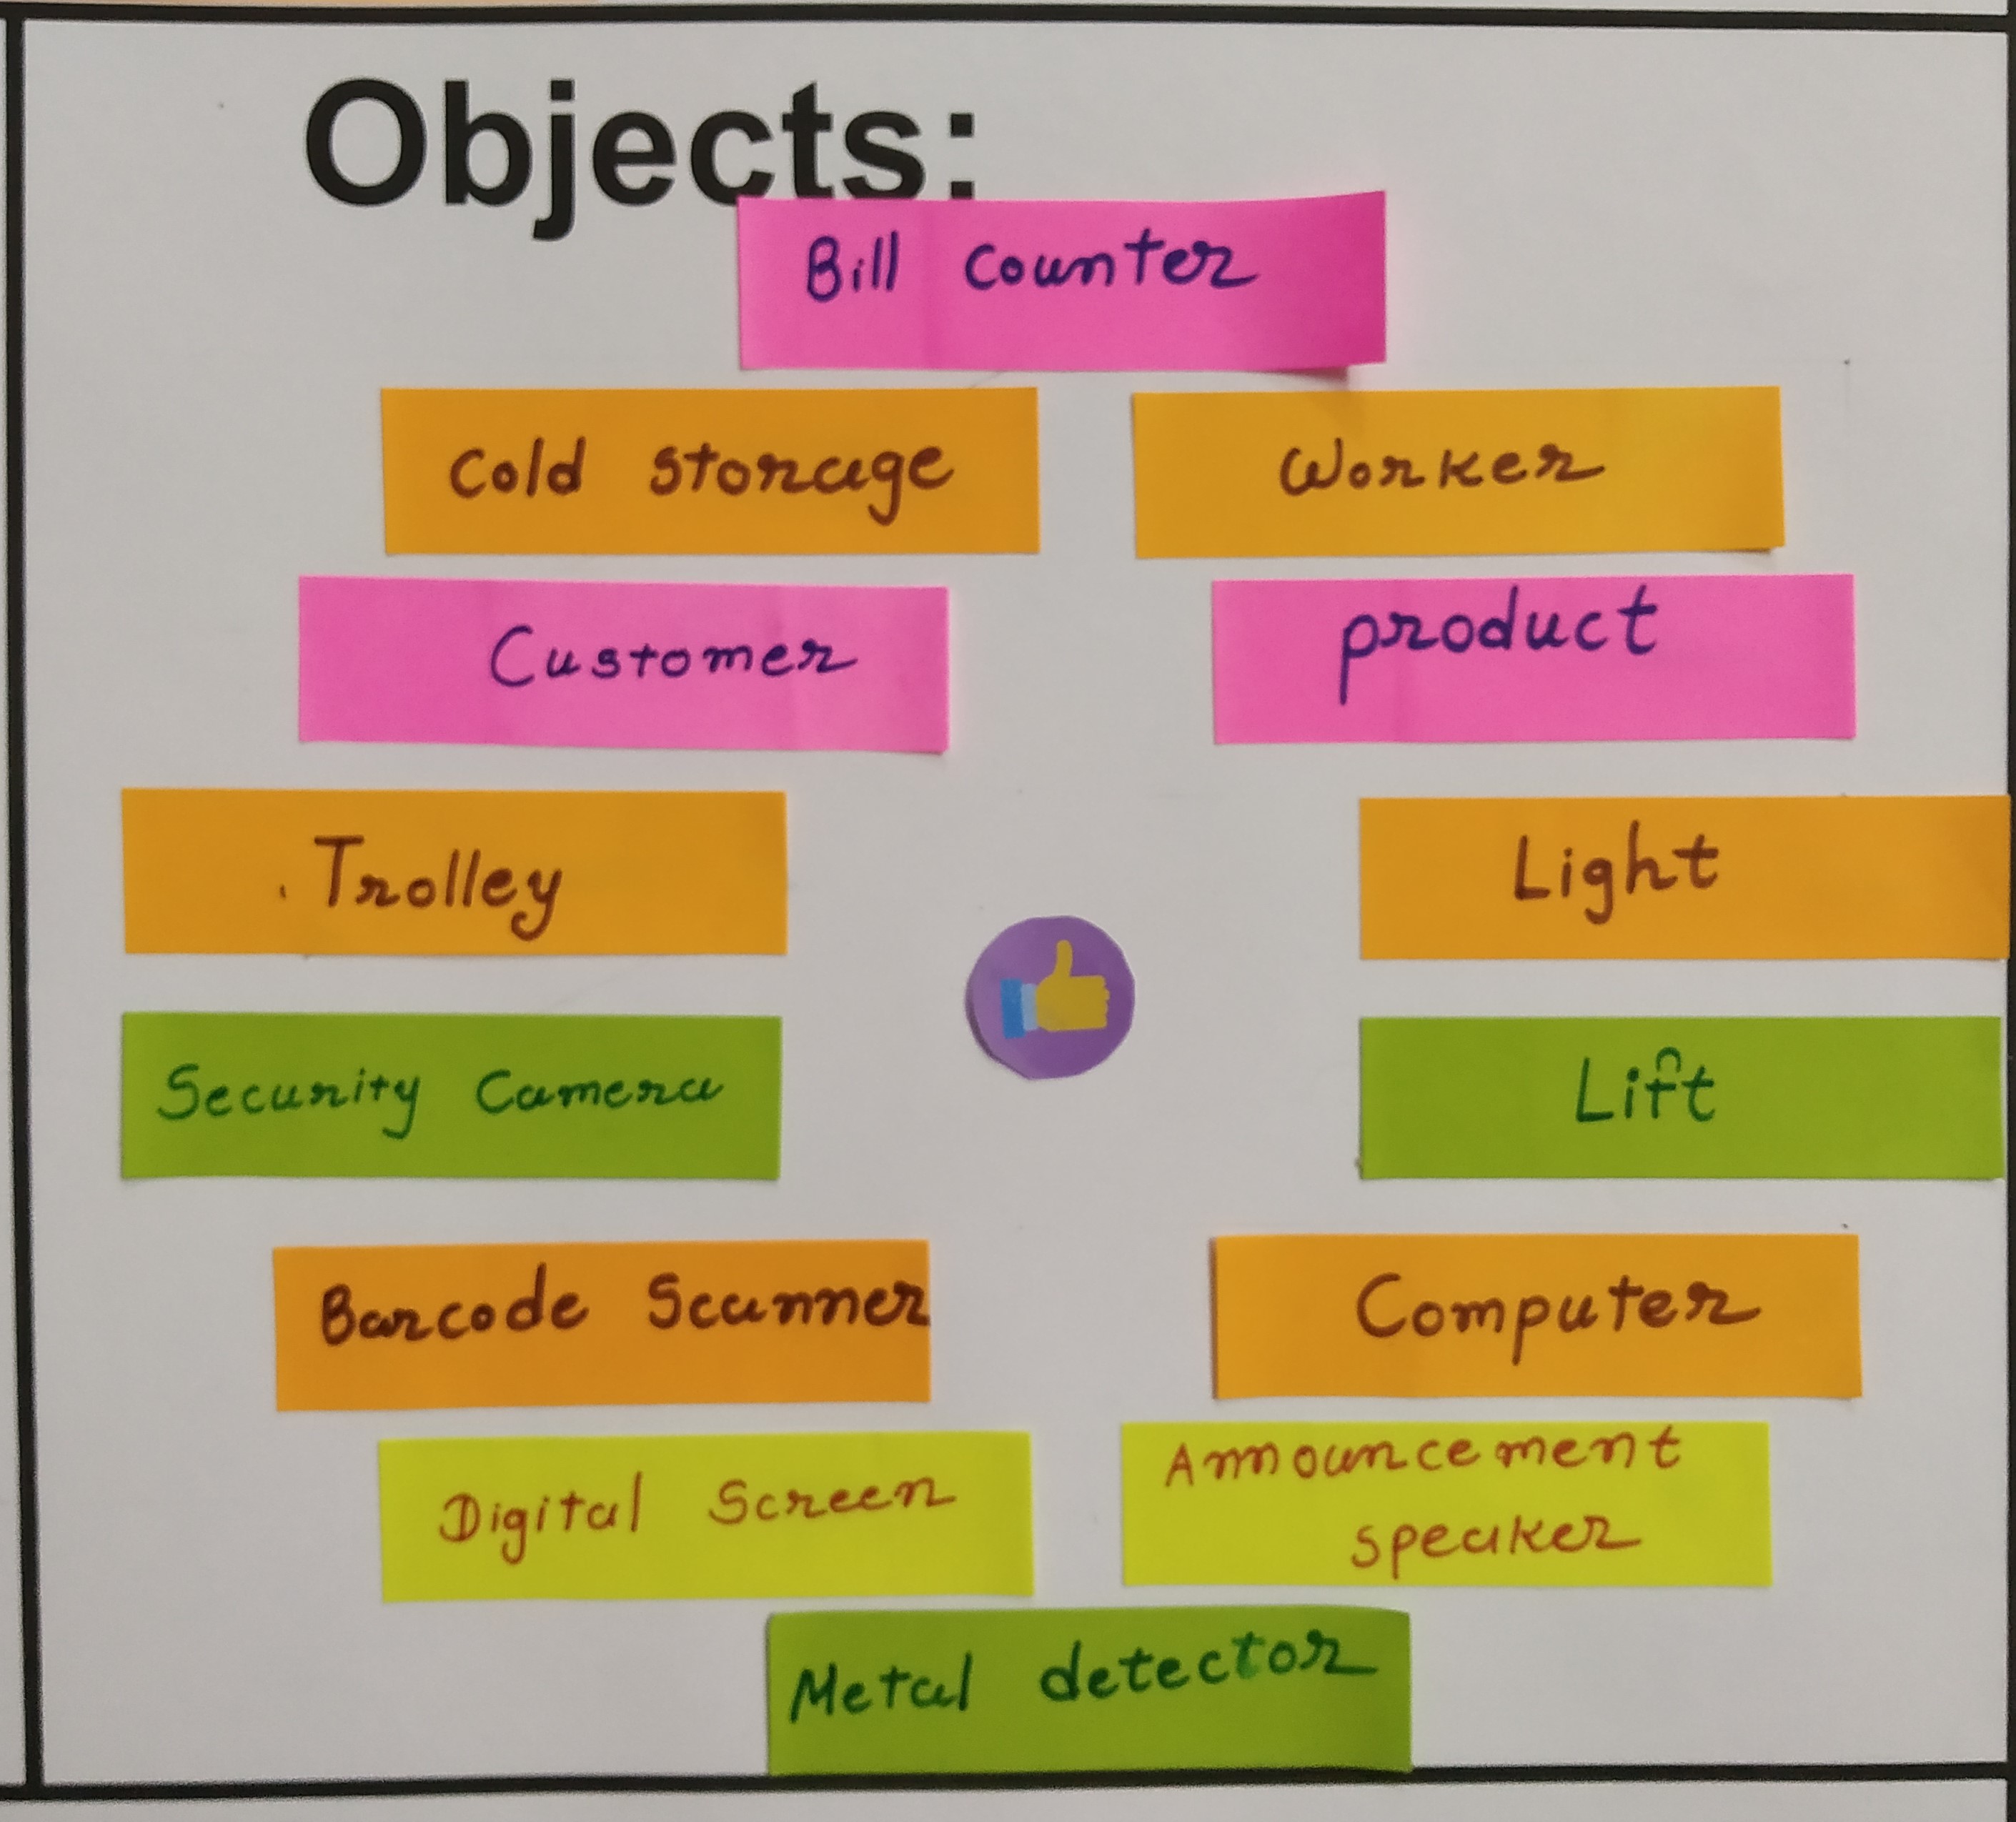 Objects:
Bill Counter
Cold storage
Worker
Customer
product
Trolley
Light
Security Camera
Lift
Barcode Scanner
Computer
Digital Screen
Announcement
speaker
Metal detector